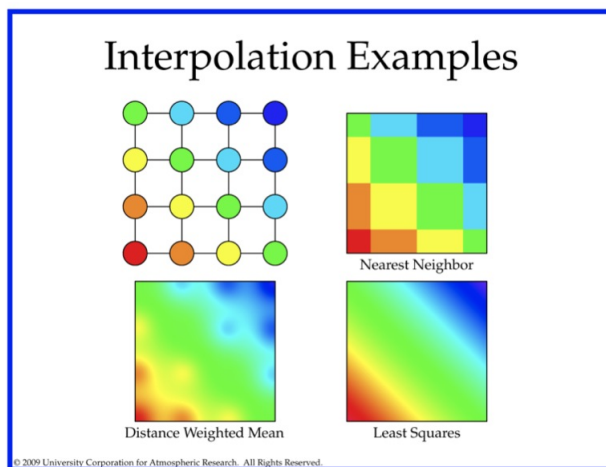 Interpolation Examples
Nearest Neighbor
Distance Weighted Mean
Least Squares
© 2009 University Corporation for Atmospheric Research. All Rights Reserved.